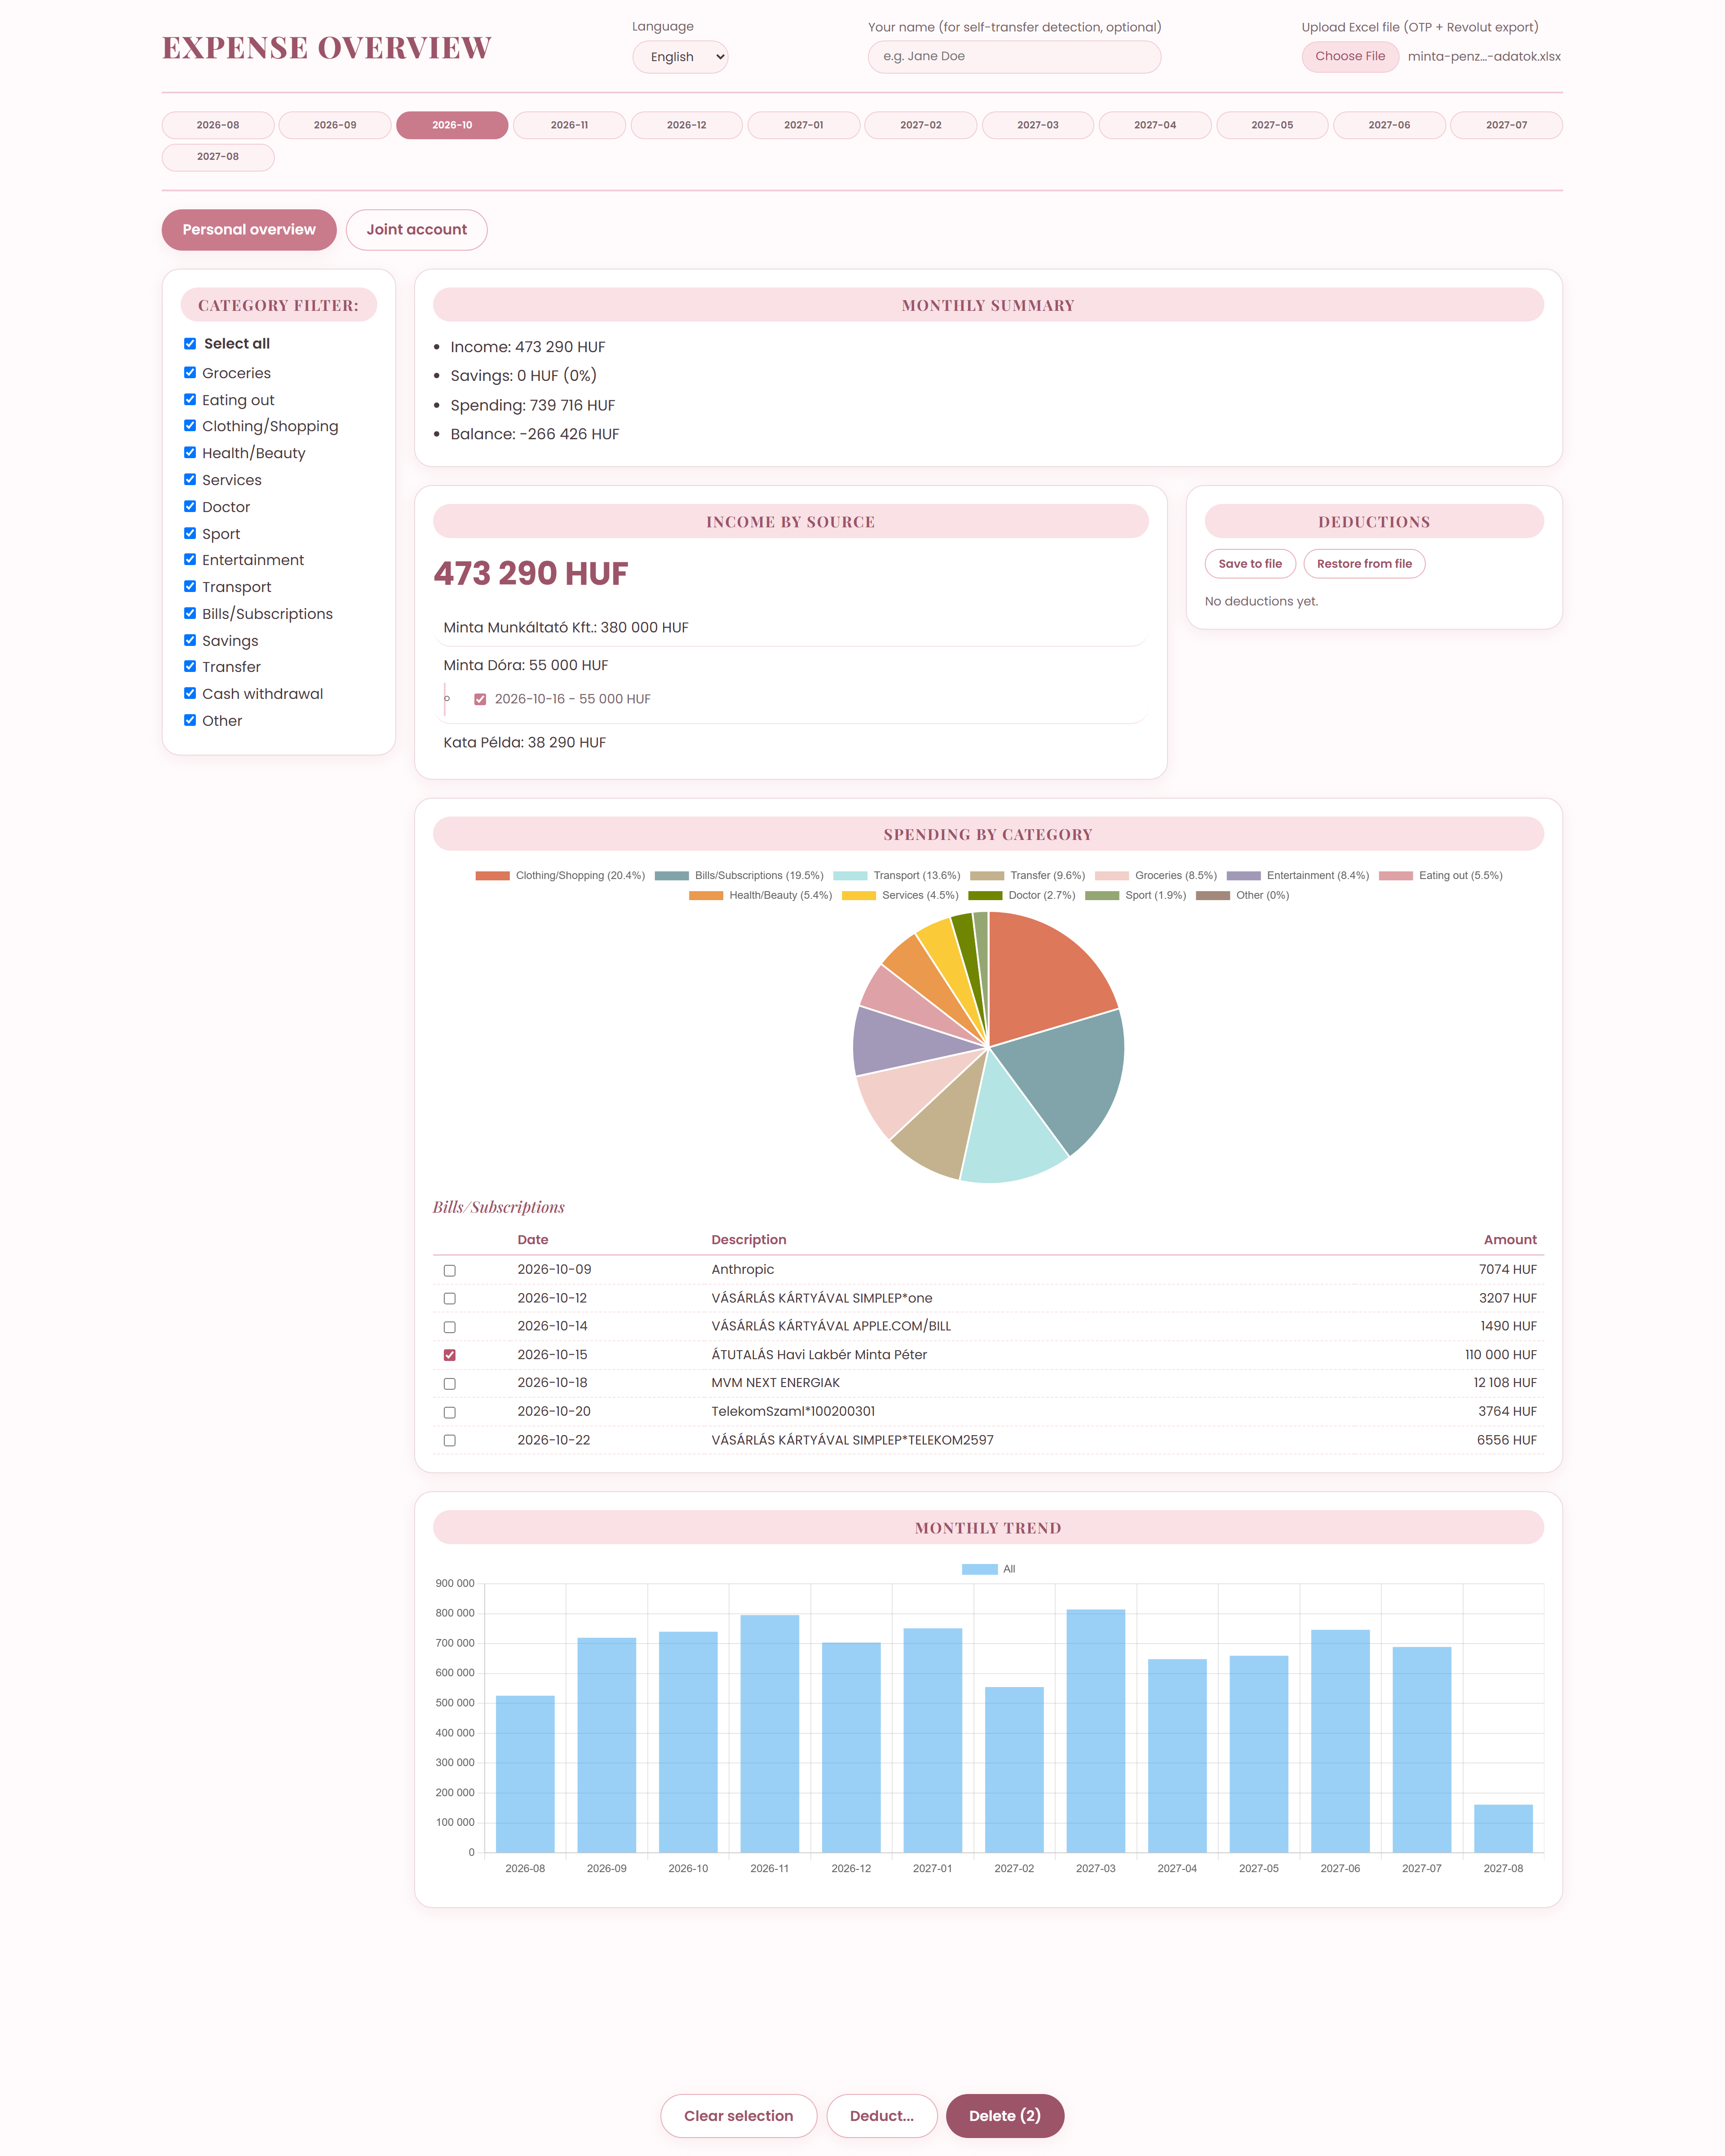 EXPENSE OVERVIEW
Language
English
Your name (for self-transfer detection, optional)
e.g. Jane Doe
Upload Excel file (OTP + Revolut export)
Choose File minta-penz...-adatok.xlsx
2026-08 2026-09 2026-10 2026-11 2026-12 2027-01 2027-02 2027-03 2027-04 2027-05 2027-06 2027-07
2027-08
Personal overview Joint account
CATEGORY FILTER:
Select all
Groceries
Eating out
Clothing/Shopping
Health/Beauty
Services
Doctor
Sport
Entertainment
Transport
Bills/Subscriptions
Savings
Transfer
Cash withdrawal
Other
MONTHLY SUMMARY
Income: 473 290 HUF
Savings: 0 HUF (0%)
Spending: 739 716 HUF
Balance: -266 426 HUF
INCOME BY SOURCE
473 290 HUF
Minta Munkáltató Kft.: 380 000 HUF
Minta Dóra: 55 000 HUF
2026-10-16 - 55 000 HUF
Kata Példa: 38 290 HUF
DEDUCTIONS
Save to file Restore from file
No deductions yet.
SPENDING BY CATEGORY
Clothing/Shopping (20.4%) Bills/Subscriptions (19.5%) Transport (13.6%) Transfer (9.6%) Groceries (8.5%) Entertainment (8.4%) Eating out (5.5%)
Health/Beauty (5.4%) Services (4.5%) Doctor (2.7%) Sport (1.9%) Other (0%)
Bills/Subscriptions
Date Description Amount
2026-10-09 Anthropic 7074 HUF
2026-10-12 VÁSÁRLÁS KÁRTYÁVAL SIMPLEP*one 3207 HUF
2026-10-14 VÁSÁRLÁS KÁRTYÁVAL APPLE.COM/BILL 1490 HUF
2026-10-15 ÁTUTALÁS Havi Lakbér Minta Péter 110 000 HUF
2026-10-18 MVM NEXT ENERGIAK 12 108 HUF
2026-10-20 TelekomSzaml*100200301 3764 HUF
2026-10-22 VÁSÁRLÁS KÁRTYÁVAL SIMPLEP*TELEKOM2597 6556 HUF
MONTHLY TREND
All
900 000
800 000
700 000
600 000
500 000
400 000
300 000
200 000
100 000
0
2026-08 2026-09 2026-10 2026-11 2026-12 2027-01 2027-02 2027-03 2027-04 2027-05 2027-06 2027-07 2027-08
Clear selection Deduct... Delete (2)